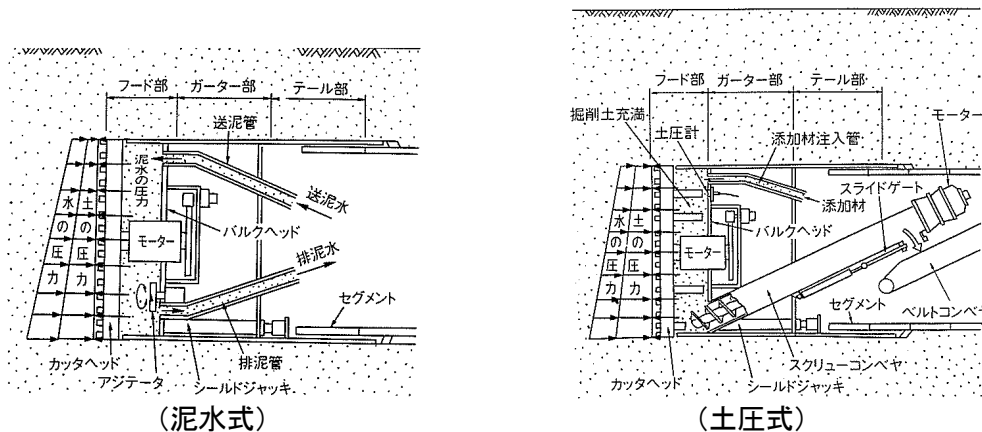 フード部
ガーター部
テール部
送泥管
泥水の圧力
水の圧力
土の圧力
送泥水
バルクヘッド
モーター
排泥水
セグメント
カッタヘッド
アジテータ
排泥管
シールドジャッキ
(泥水式)
フード部
ガーター部
テール部
掘削土充満
土圧計
モーター
添加材注入管
スライドゲート
添加材
水の圧力
土の圧力
バルクヘッド
モーター
セグメント
ベルトコンベヤ
スクリューコンベヤ
カッタヘッド
シールドジャッキ
(土圧式)